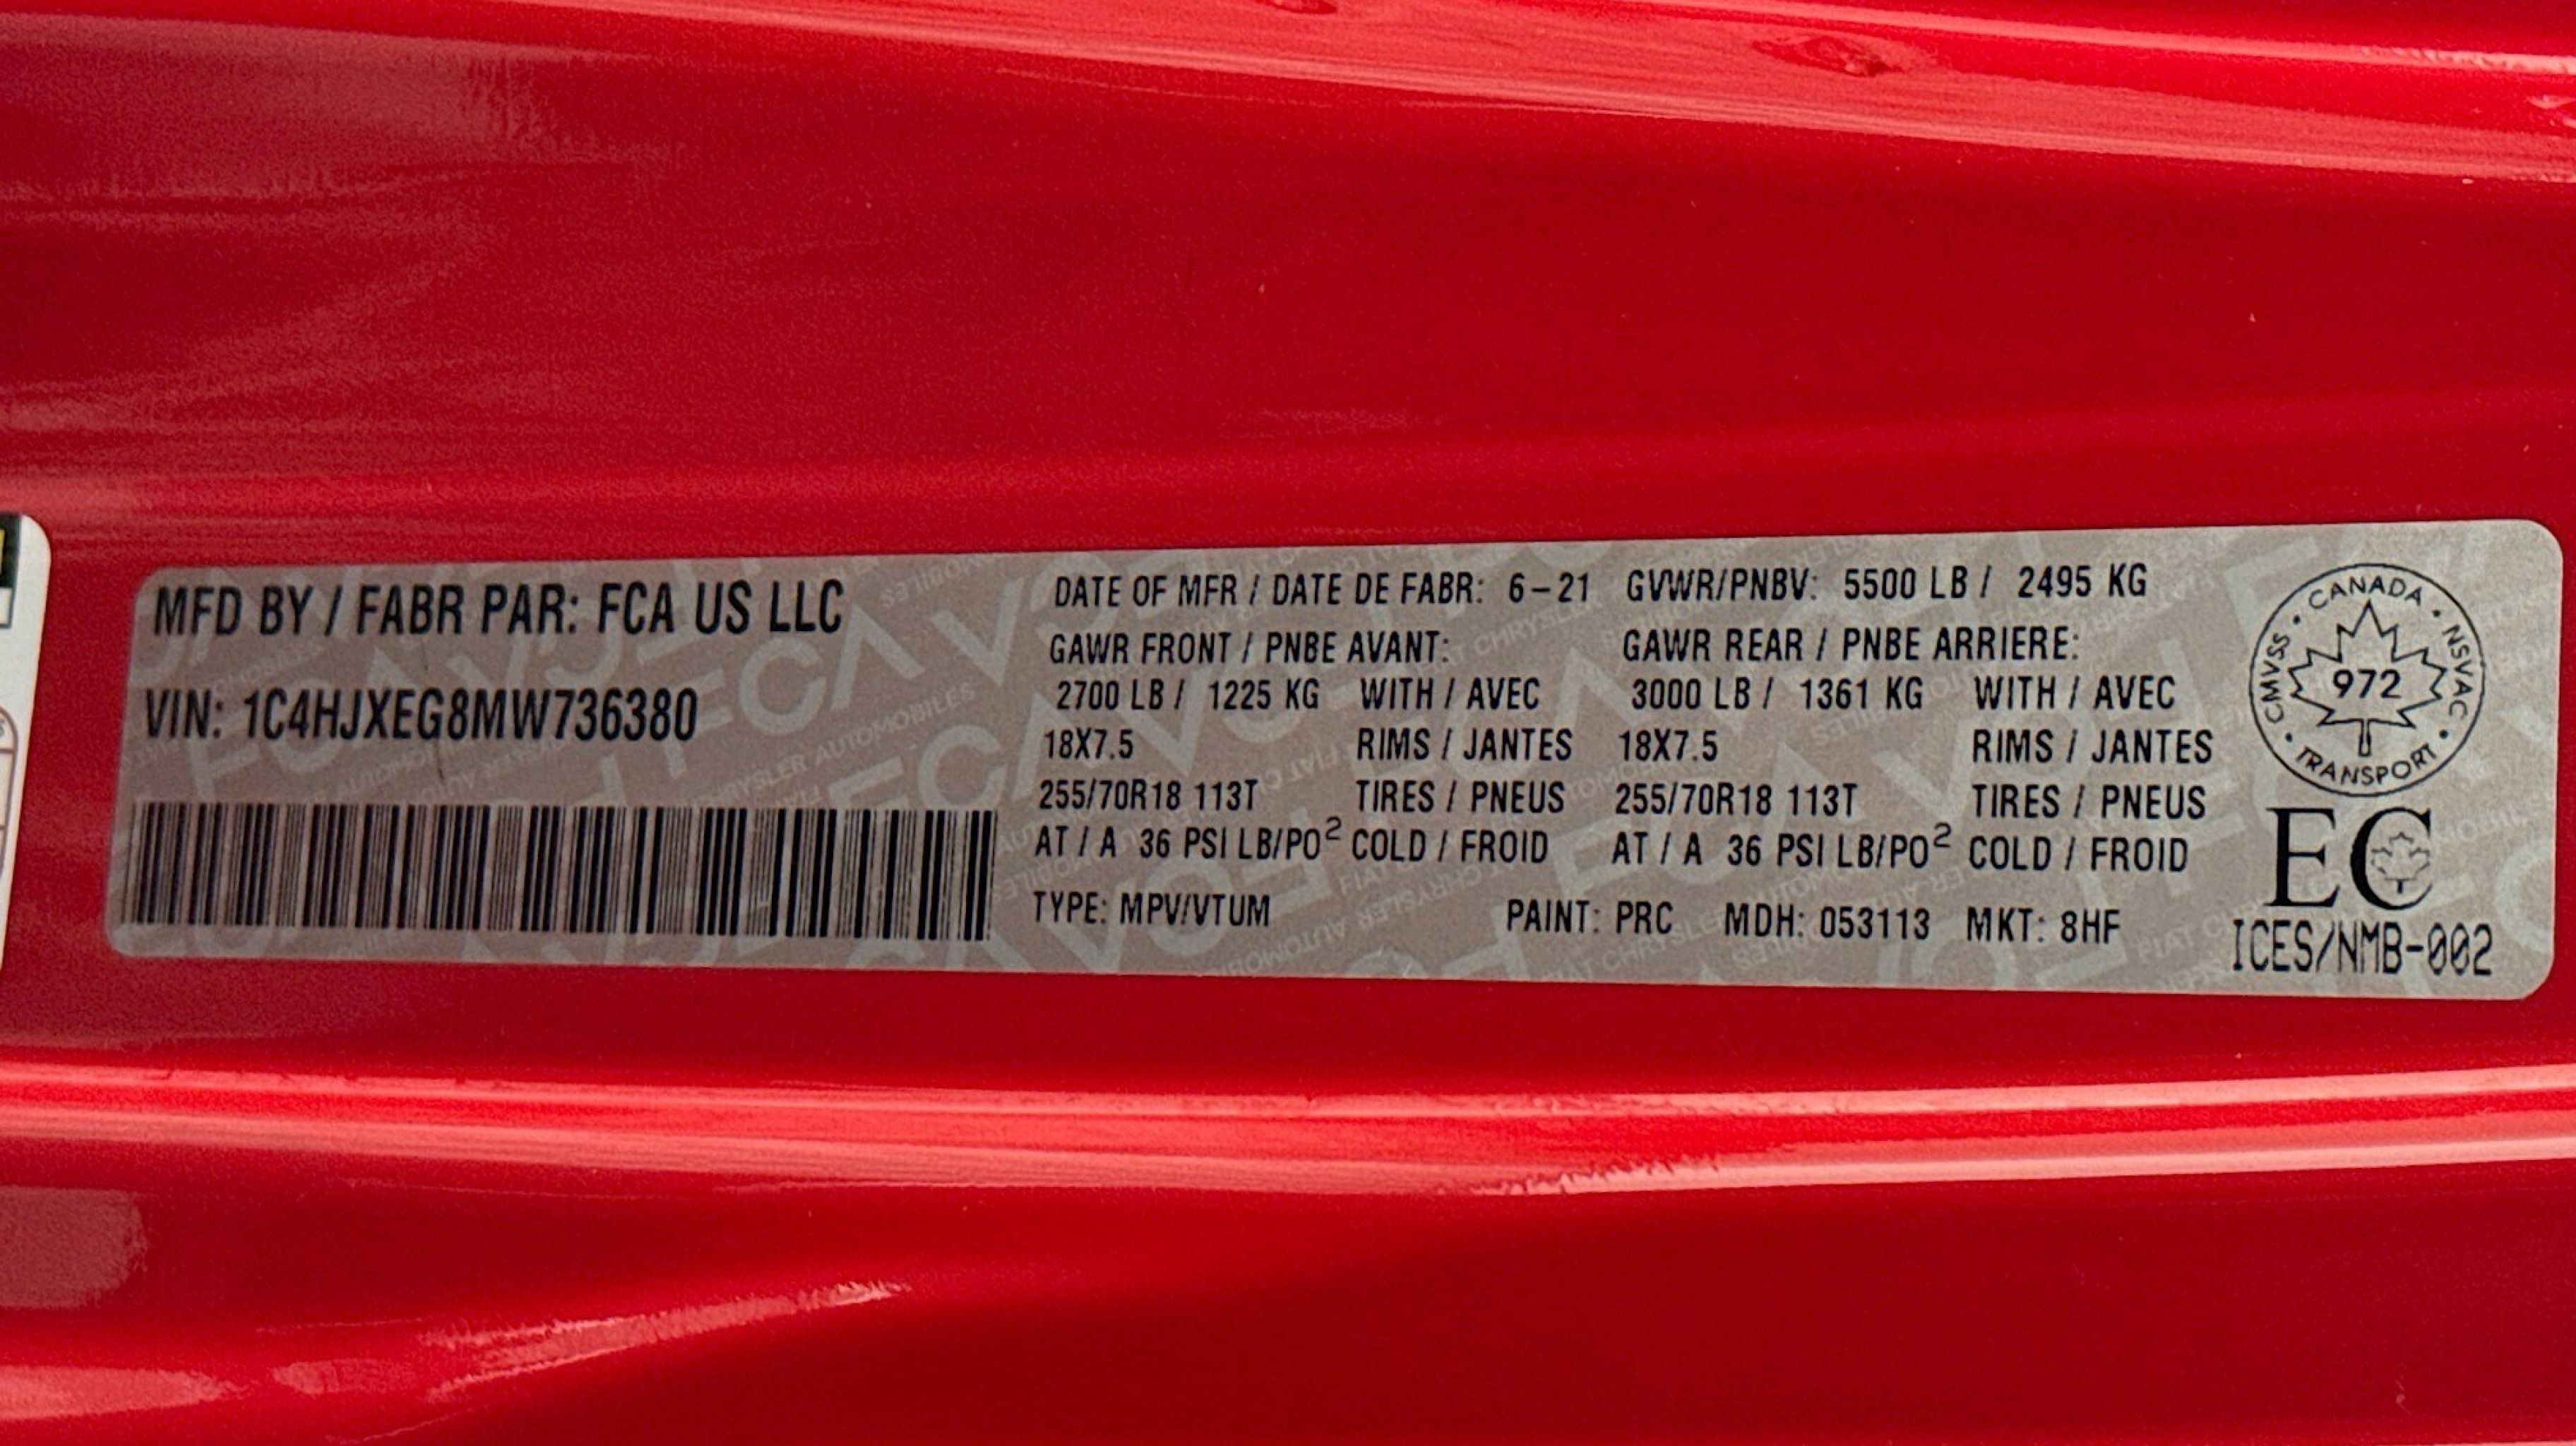 MFD BY / FABR PAR: FCA US LLC
VIN: 1C4HJXEG8MW736380
DATE OF MFR / DATE DE FABR: 6-21 GVWR/PNBV: 5500 LB / 2495 KG
GAWR FRONT / PNBE AVANT: GAWR REAR / PNBE ARRIERE:
2700 LB / 1225 KG WITH / AVEC 3000 LB / 1361 KG WITH / AVEC
18X7.5 RIMS / JANTES 18X7.5 RIMS / JANTES
255/70R18 113T TIRES / PNEUS 255/70R18 113T TIRES / PNEUS
AT / A 36 PSI LB/PO² COLD / FROID AT / A 36 PSI LB/PO² COLD / FROID
TYPE: MPV/VTUM PAINT: PRC MDH: 053113 MKT: 8HF
CANADA · NSVAC · TRANSPORT · CMVSS ·
972
EC
ICES/NMB-002